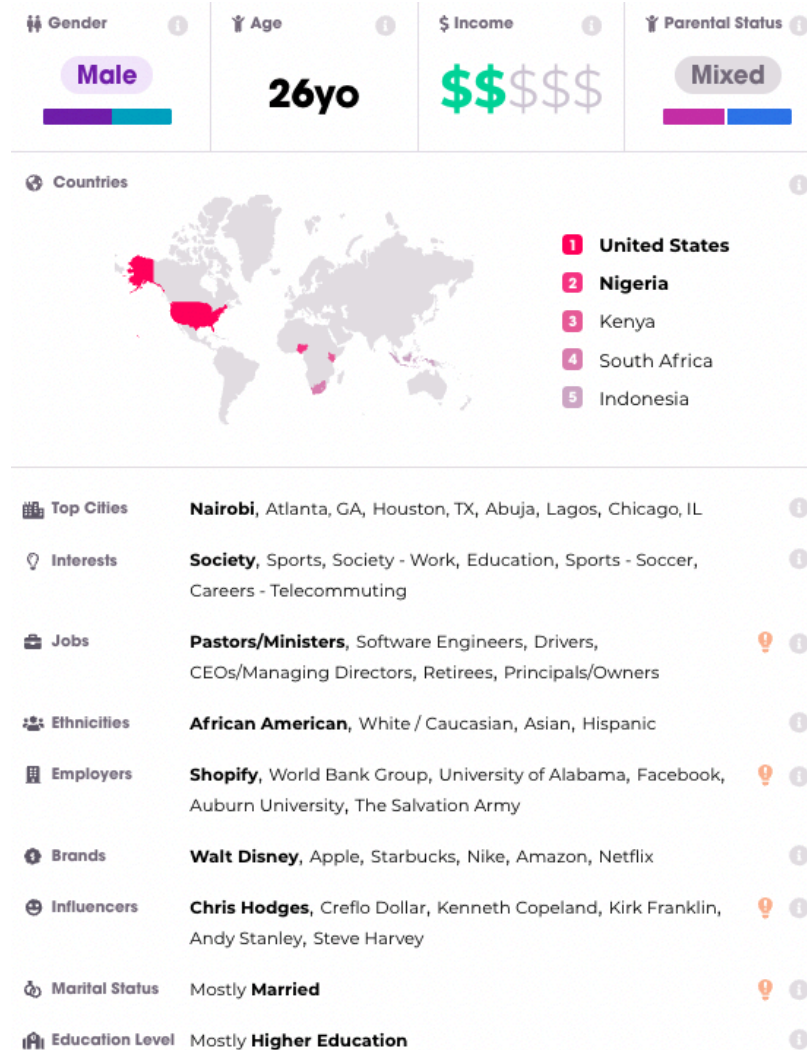 Gender
Age
$ Income
Parental Status
Male
26yo
$$$$$
Mixed
Countries
1 United States
2 Nigeria
3 Kenya
4 South Africa
5 Indonesia
Top Cities Nairobi, Atlanta, GA, Houston, TX, Abuja, Lagos, Chicago, IL
Interests Society, Sports, Society - Work, Education, Sports - Soccer,
Careers - Telecommuting
Jobs Pastors/Ministers, Software Engineers, Drivers,
CEOs/Managing Directors, Retirees, Principals/Owners
Ethnicities African American, White / Caucasian, Asian, Hispanic
Employers Shopify, World Bank Group, University of Alabama, Facebook,
Auburn University, The Salvation Army
Brands Walt Disney, Apple, Starbucks, Nike, Amazon, Netflix
Influencers Chris Hodges, Creflo Dollar, Kenneth Copeland, Kirk Franklin,
Andy Stanley, Steve Harvey
Marital Status Mostly Married
Education Level Mostly Higher Education